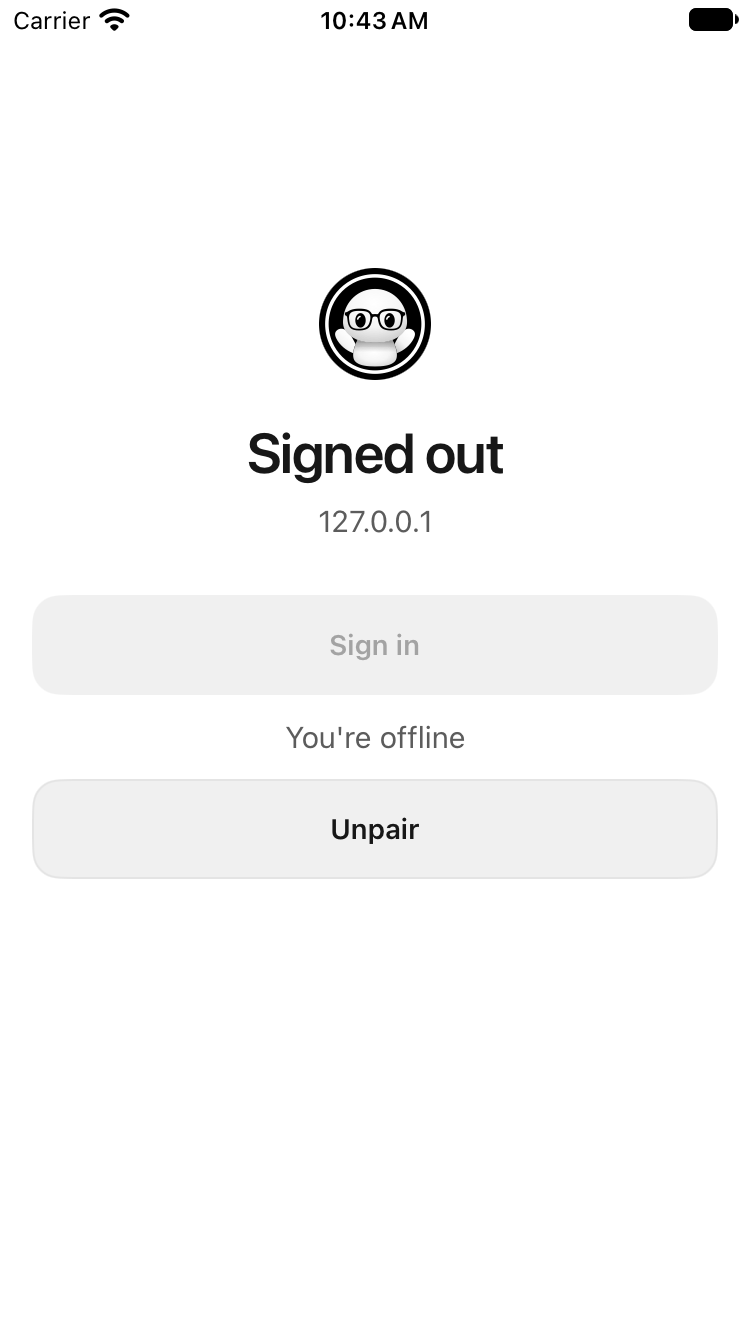 Carrier 10:43 AM
Signed out
127.0.0.1
Sign in
You're offline
Unpair